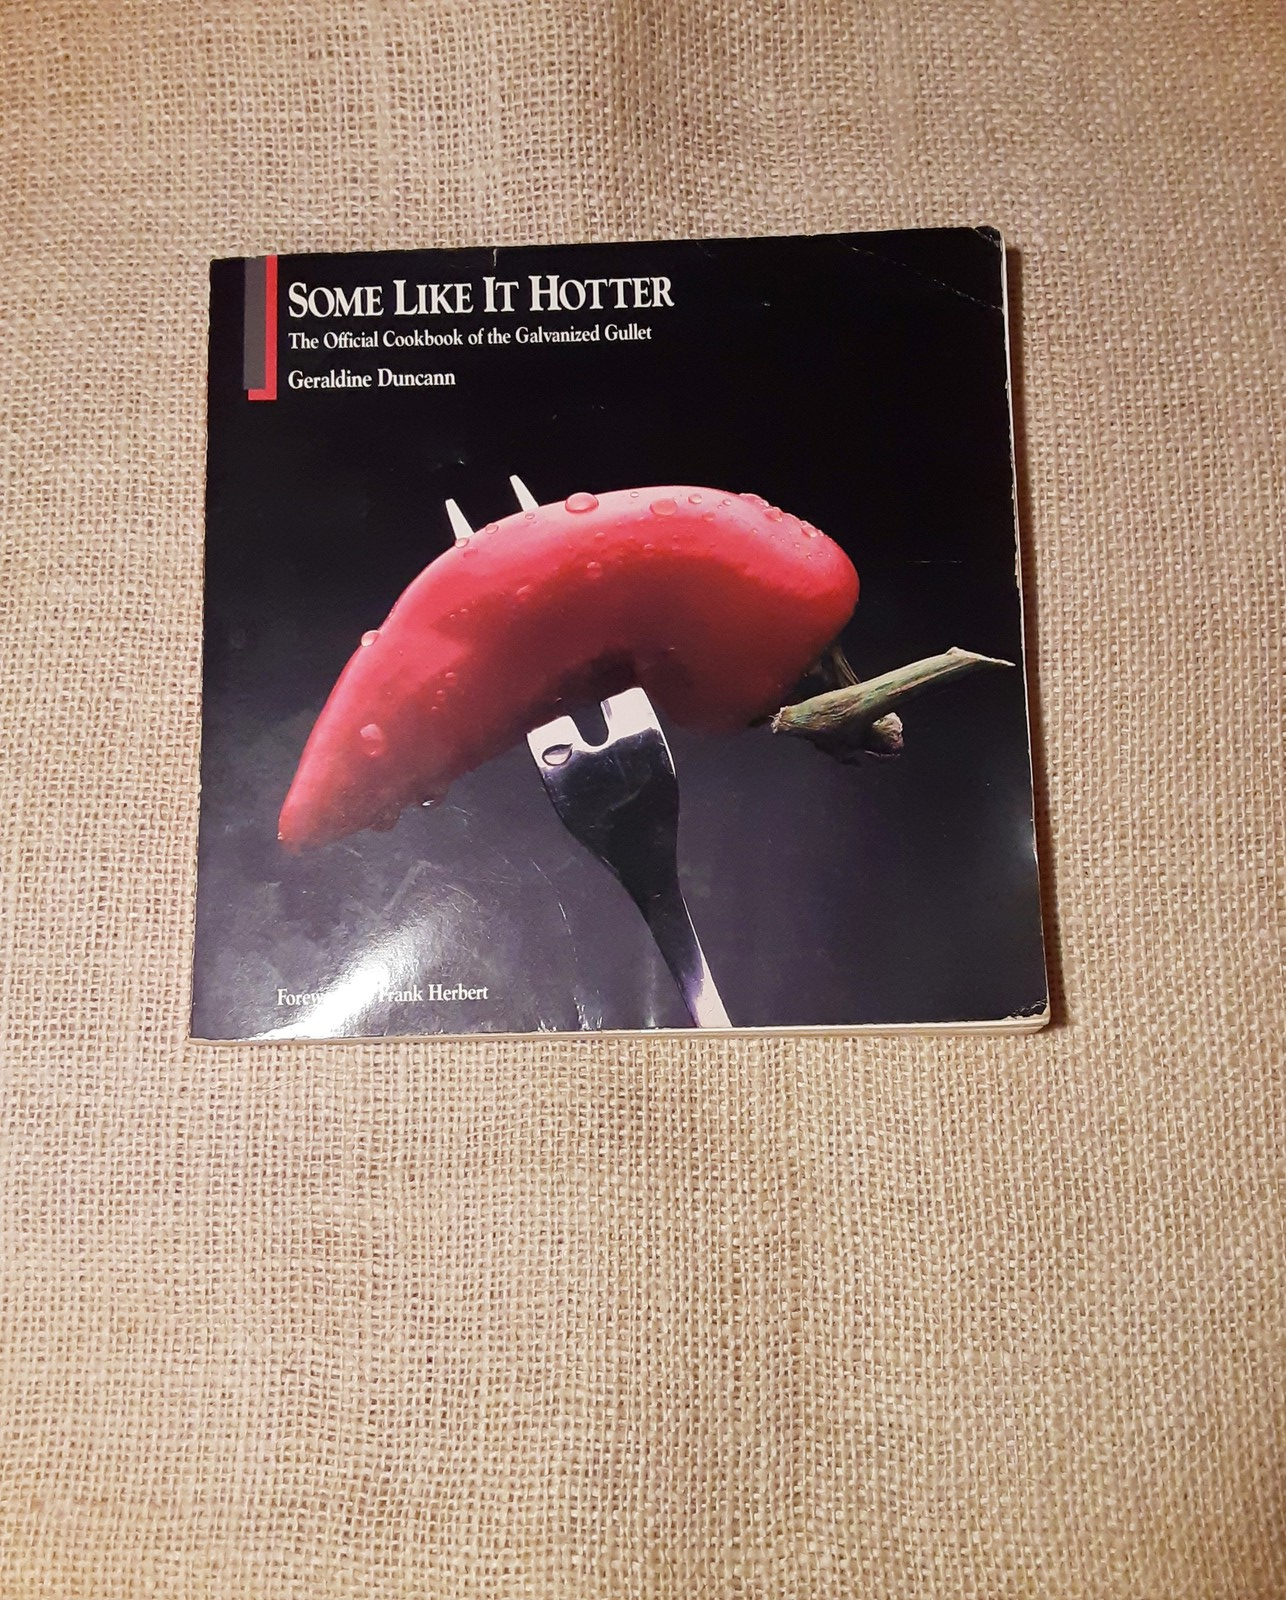 SOME LIKE IT HOTTER
The Official Cookbook of the Galvanized Gullet
Geraldine Duncann
Frank Herbert